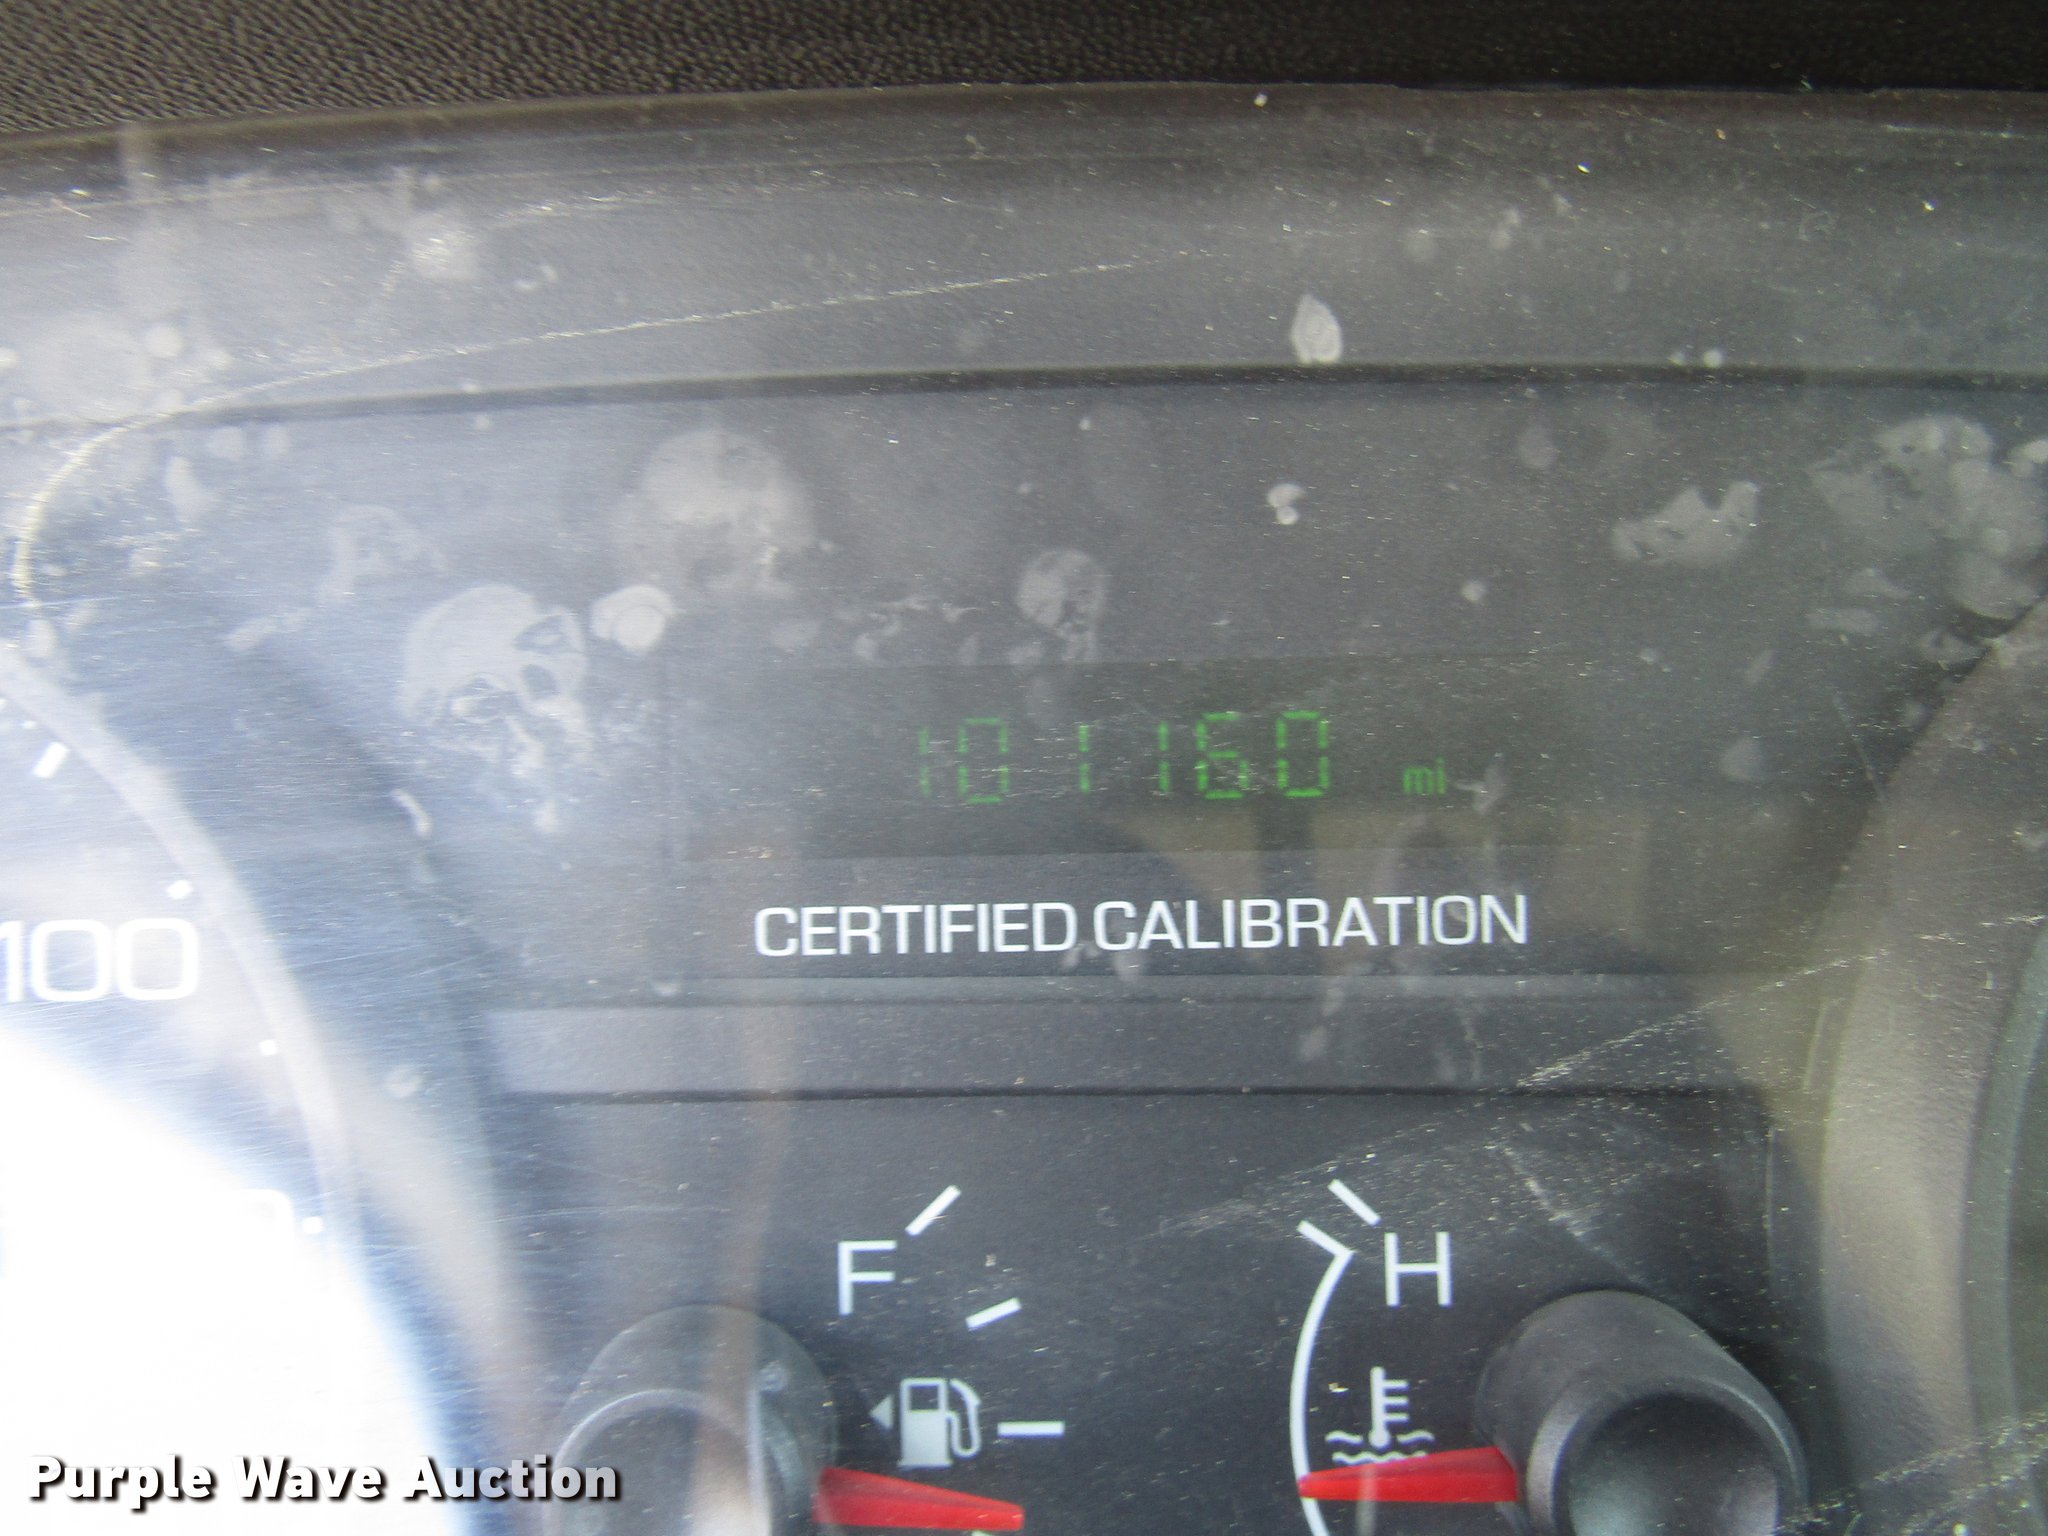 101160 mi
100
CERTIFIED CALIBRATION
F H
Purple Wave Auction